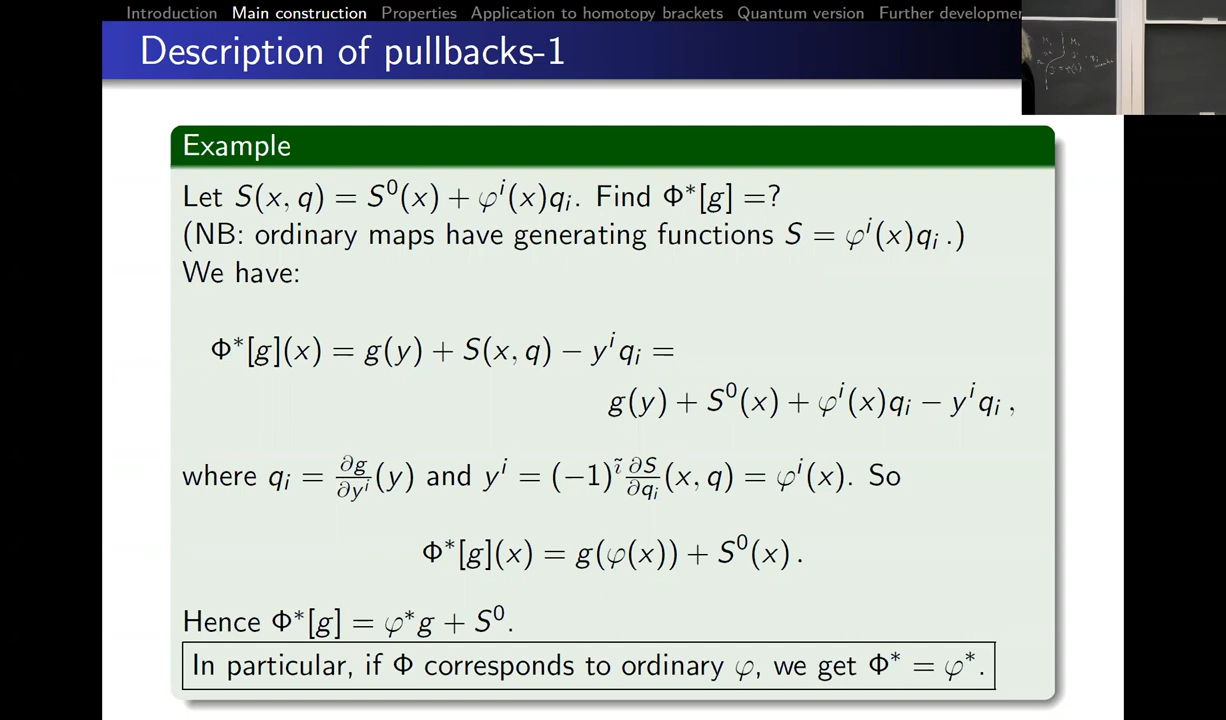 Introduction Main construction Properties Application to homotopy brackets Quantum version Further
Description of pullbacks-1
Example
Let S(x, q) = S⁰(x) + φⁱ(x)qᵢ. Find Φ*[g] =?
(NB: ordinary maps have generating functions S = φⁱ(x)qᵢ .)
We have:
Φ*[g](x) = g(y) + S(x, q) − yⁱqᵢ =
g(y) + S⁰(x) + φⁱ(x)qᵢ − yⁱqᵢ ,
where qᵢ = ∂g/∂yⁱ (y) and yⁱ = (−1)^ĩ ∂S/∂qᵢ (x, q) = φⁱ(x). So
Φ*[g](x) = g(φ(x)) + S⁰(x) .
Hence Φ*[g] = φ*g + S⁰.
In particular, if Φ corresponds to ordinary φ, we get Φ* = φ*.